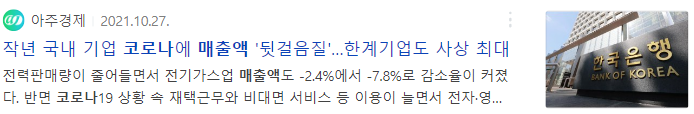 아주경제 2021.10.27.
작년 국내 기업 코로나에 매출액 '뒷걸음질'...한계기업도 사상 최대
전력판매량이 줄어들면서 전기가스업 매출액도 -2.4%에서 -7.8%로 감소율이 커졌
다. 반면 코로나19 상황 속 재택근무와 비대면 서비스 등 이용이 늘면서 전자·영...
한국은행
BANK OF KOREA